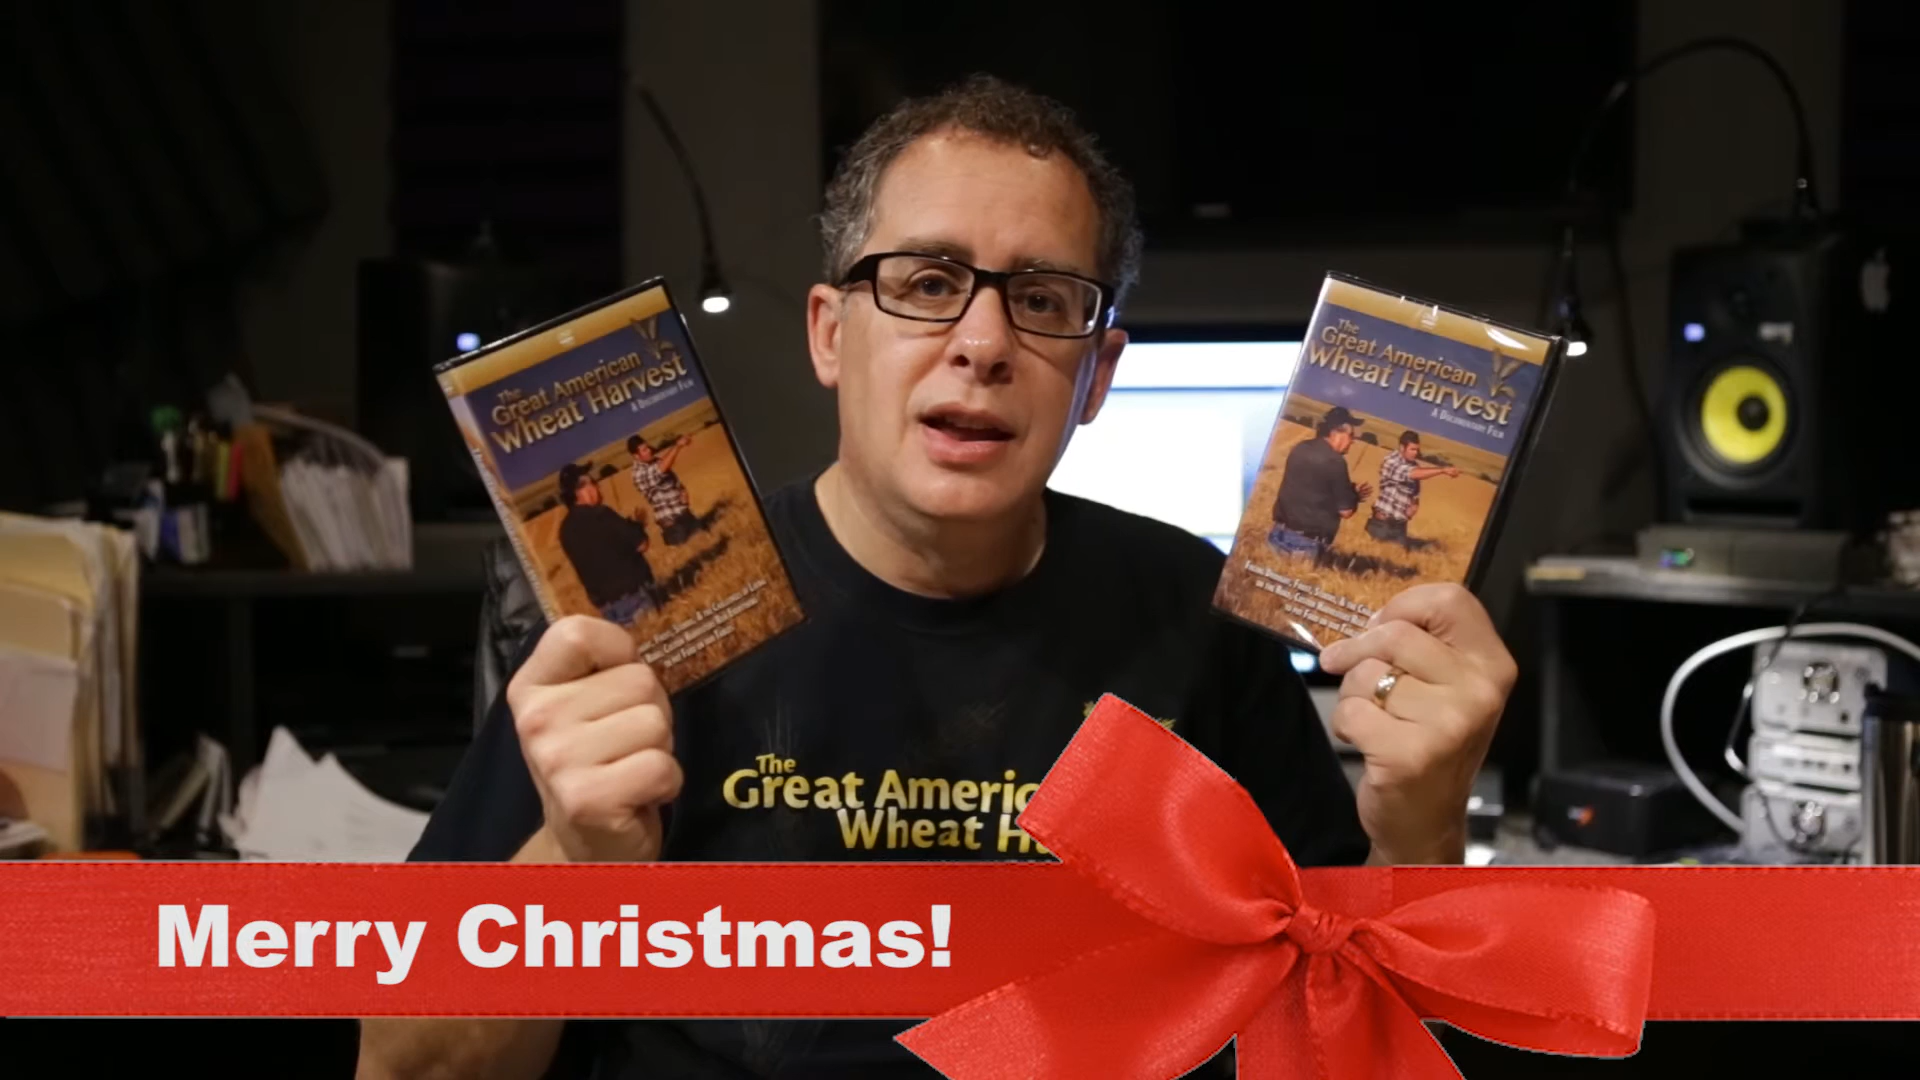 The
Great American
Wheat Harvest
A Documentary Film
The
Great American
Wheat Harvest
A Documentary Film
The
Great Americ
Wheat H
Merry Christmas!